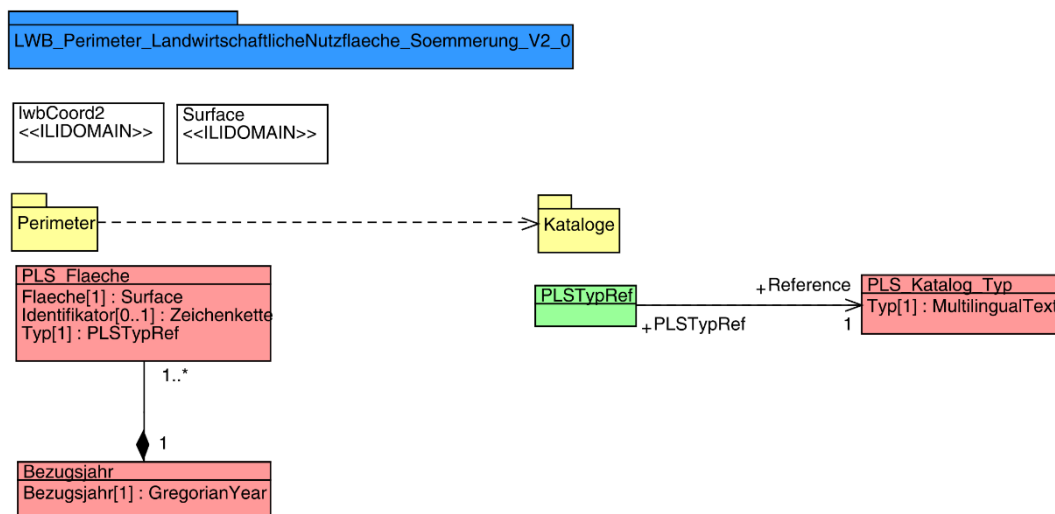 LWB_Perimeter_LandwirtschaftlicheNutzflaeche_Soemmerung_V2_0
lwbCoord2
<<ILIDOMAIN>>
Surface
<<ILIDOMAIN>>
Perimeter
Kataloge
PLS_Flaeche
Flaeche[1] : Surface
Identifikator[0..1] : Zeichenkette
Typ[1] : PLSTypRef
PLSTypRef
+Reference
+PLSTypRef
1
PLS_Katalog_Typ
Typ[1] : MultilingualText
1..*
1
Bezugsjahr
Bezugsjahr[1] : GregorianYear